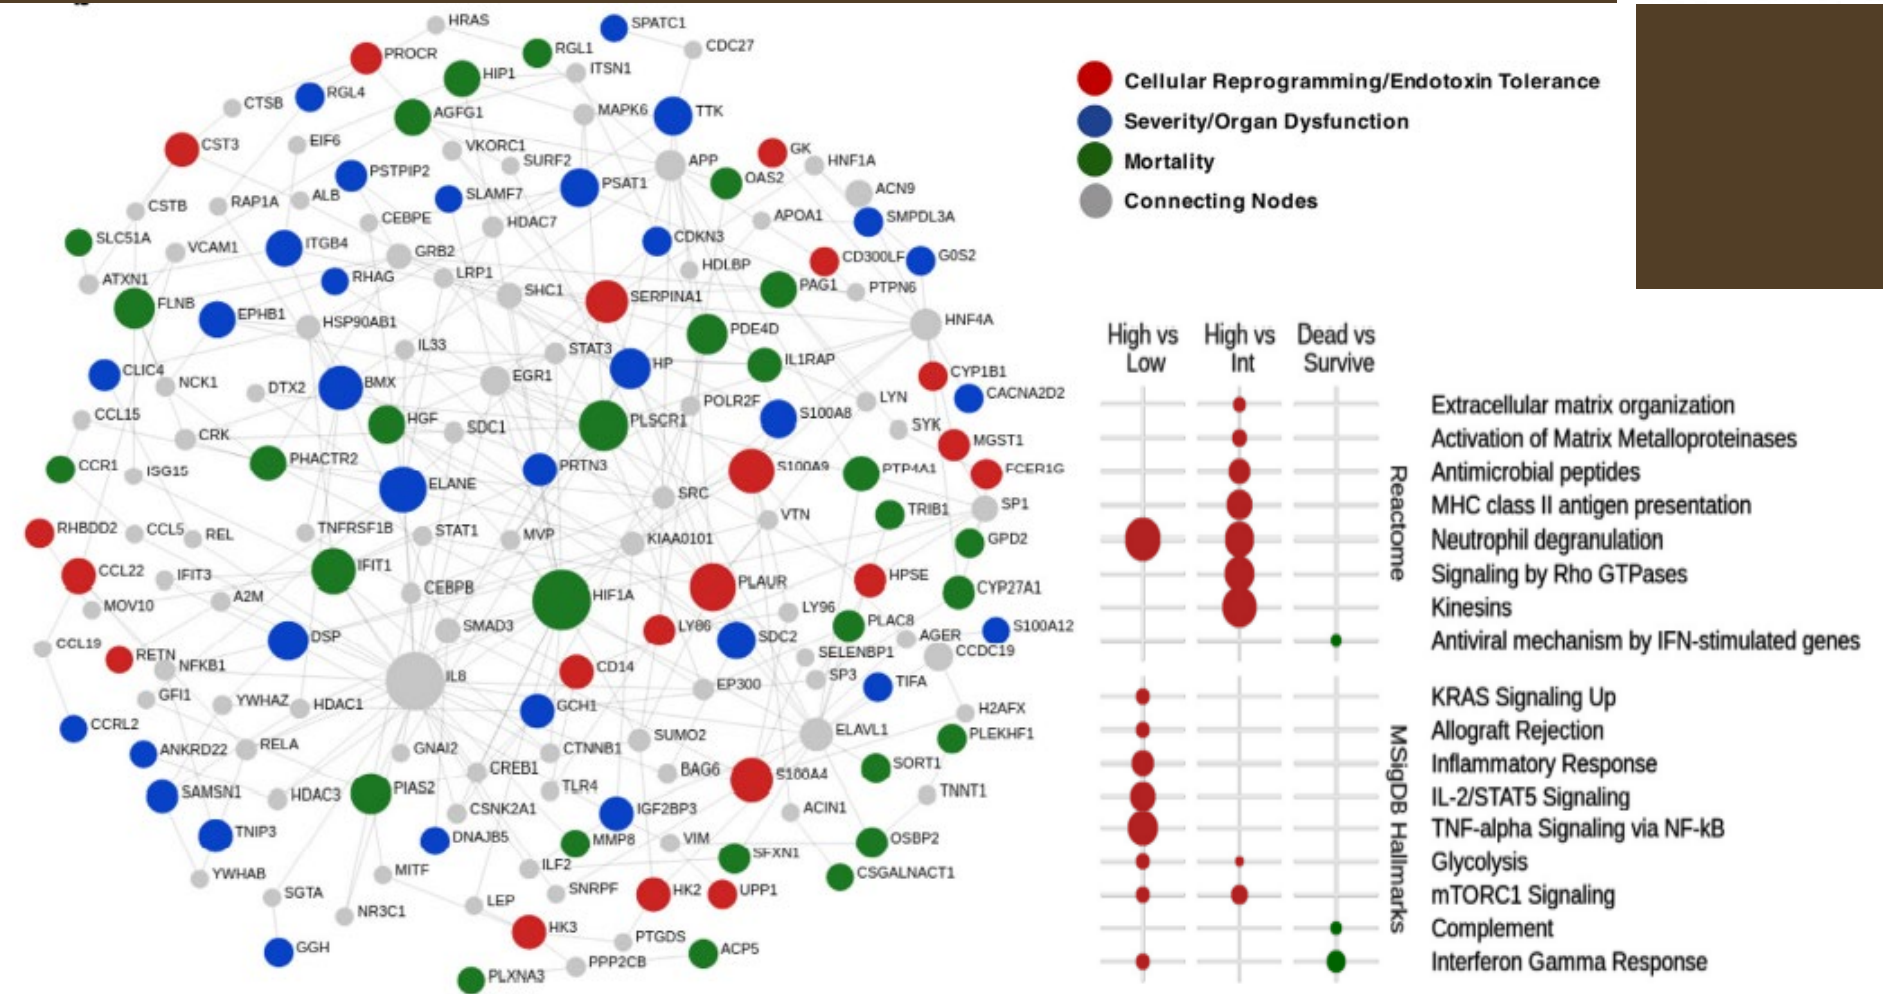 HRAS
SPATC1
CDC27
PROCR
RGL1
HIP1
ITSN1
RGL4
CTSB
AGFG1
MAPK6
TTK
CST3
EIF6
VKORC1
SURF2
APP
GK
HNF1A
PSTPIP2
OAS2
ACN9
SLAMF7
PSAT1
CSTB
RAP1A
ALB
CEBPE
HDAC7
APOA1
SMPDL3A
SLC51A
VCAM1
ITGB4
GRB2
CDKN3
CD300LF
G0S2
ATXN1
RHAG
LRP1
HDLBP
PAG1
PTPN6
FLNB
SHC1
SERPINA1
EPHB1
HSP90AB1
PDE4D
HNF4A
IL33
STAT3
HP
IL1RAP
CLIC4
NCK1
DTX2
BMX
EGR1
CYP1B1
CACNA2D2
POLR2F
LYN
CCL15
HGF
SDC1
PLSCR1
S100A8
SYK
CRK
MGST1
CCR1
ISG15
PHACTR2
PRTN3
S100A9
PTP4A1
FCER1G
ELANE
SRC
SP1
VTN
TRIB1
RHBDD2
CCL5
REL
TNFRSF1B
STAT1
MVP
KIAA0101
GPD2
CCL22
IFIT3
IFIT1
CEBPB
HIF1A
PLAUR
HPSE
CYP27A1
MOV10
A2M
LY96
SMAD3
LY86
SDC2
PLAC8
AGER
S100A12
CCL19
RETN
NFKB1
DSP
SELENBP1
CCDC19
IL8
CD14
EP300
SP3
TIFA
GFI1
YWHAZ
HDAC1
GCH1
H2AFX
CCRL2
ANKRD22
RELA
GNAI2
CTNNB1
SUMO2
ELAVL1
PLEKHF1
CREB1
BAG6
S100A4
SORT1
SAMSN1
HDAC3
PIAS2
TLR4
TNNT1
CSNK2A1
IGF2BP3
ACIN1
TNIP3
DNAJB5
MMP8
VIM
SFXN1
OSBP2
YWHAB
MITF
ILF2
CSGALNACT1
SGTA
SNRPF
HK2
UPP1
NR3C1
LEP
HK3
PTGDS
GGH
ACP5
PLXNA3
PPP2CB
Cellular Reprogramming/Endotoxin Tolerance
Severity/Organ Dysfunction
Mortality
Connecting Nodes
High vs
Low
High vs
Int
Dead vs
Survive
Reactome
Extracellular matrix organization
Activation of Matrix Metalloproteinases
Antimicrobial peptides
MHC class II antigen presentation
Neutrophil degranulation
Signaling by Rho GTPases
Kinesins
Antiviral mechanism by IFN-stimulated genes
MSigDB Hallmarks
KRAS Signaling Up
Allograft Rejection
Inflammatory Response
IL-2/STAT5 Signaling
TNF-alpha Signaling via NF-kB
Glycolysis
mTORC1 Signaling
Complement
Interferon Gamma Response